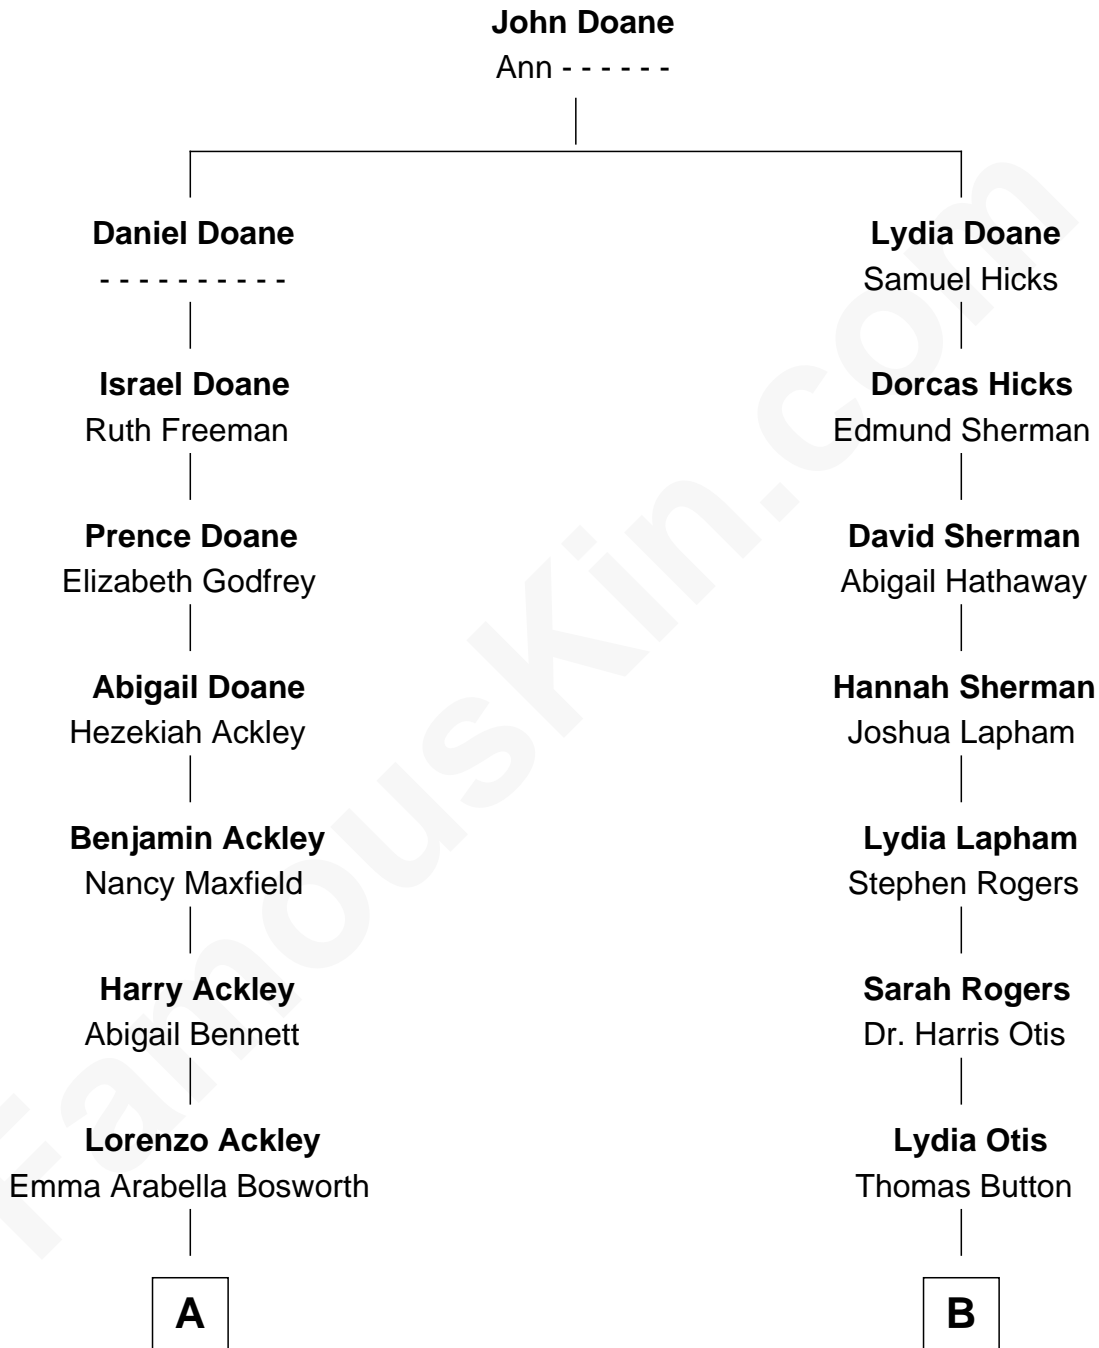 John Doane
Ann - - - - - -
Daniel Doane
- - - - - - - - - -
Lydia Doane
Samuel Hicks
Israel Doane
Ruth Freeman
Dorcas Hicks
Edmund Sherman
Prence Doane
Elizabeth Godfrey
David Sherman
Abigail Hathaway
Abigail Doane
Hezekiah Ackley
Hannah Sherman
Joshua Lapham
Benjamin Ackley
Nancy Maxfield
Lydia Lapham
Stephen Rogers
Harry Ackley
Abigail Bennett
Sarah Rogers
Dr. Harris Otis
Lorenzo Ackley
Emma Arabella Bosworth
Lydia Otis
Thomas Button
A
B
FamousKin.com